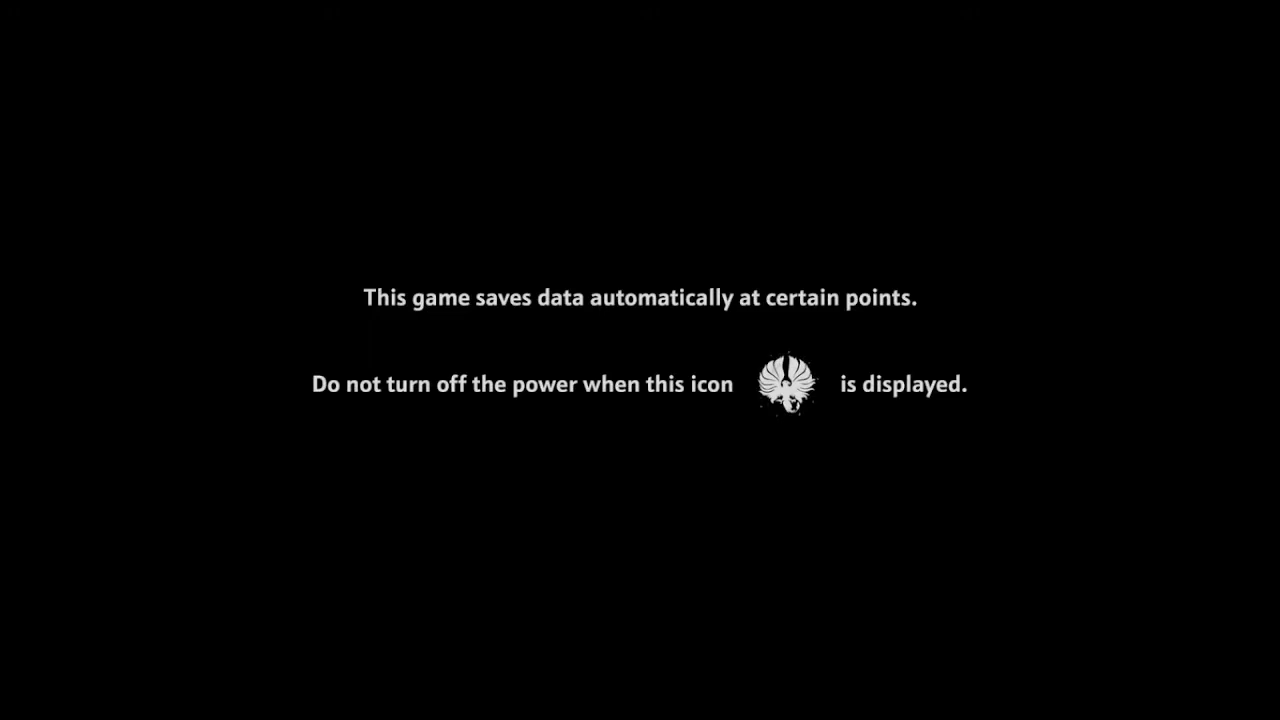 This game saves data automatically at certain points.
Do not turn off the power when this icon is displayed.